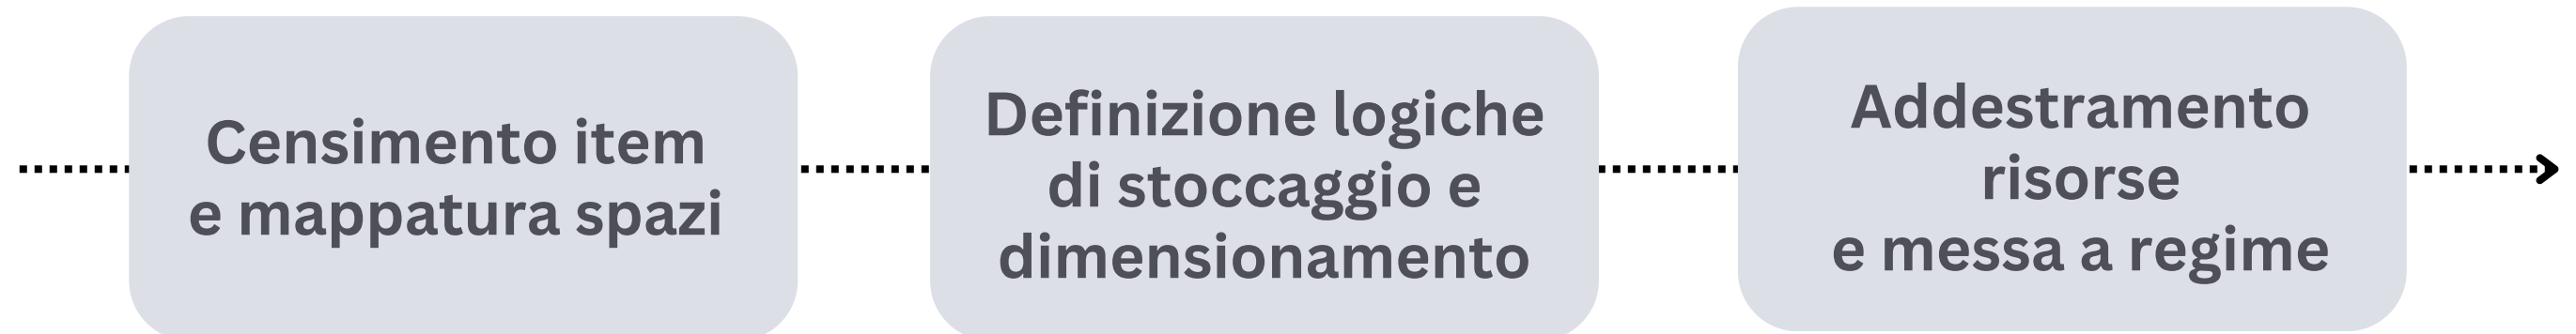 Censimento item
e mappatura spazi
Definizione logiche
di stoccaggio e
dimensionamento
Addestramento
risorse
e messa a regime